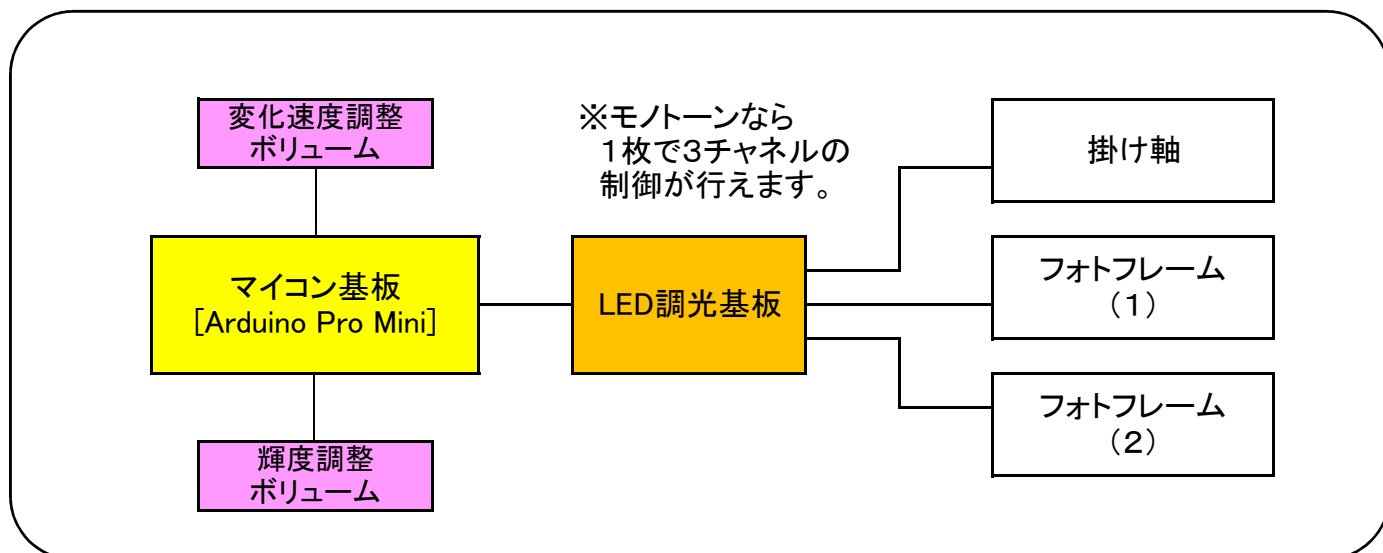 変化速度調整
ボリューム
※モノトーンなら
1枚で3チャネルの
制御が行えます。
掛け軸
マイコン基板
[Arduino Pro Mini]
LED調光基板
フォトフレーム
(1)
フォトフレーム
(2)
輝度調整
ボリューム